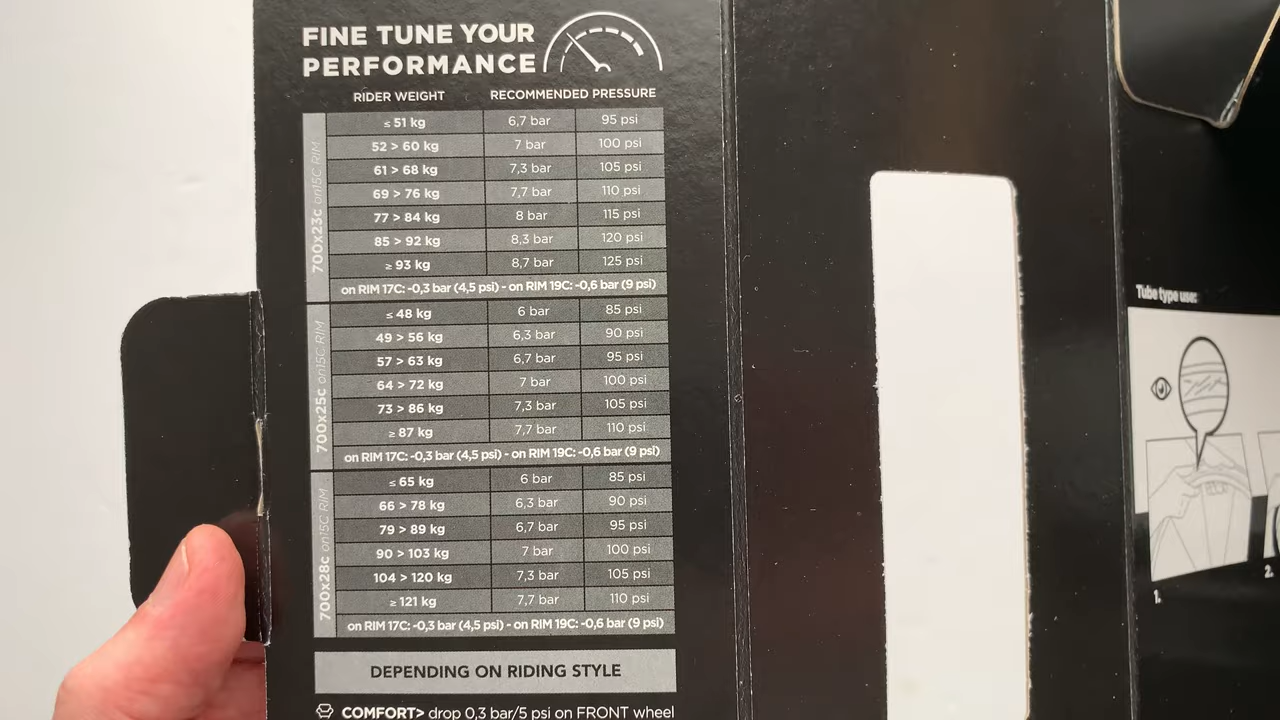 FINE TUNE YOUR
PERFORMANCE
RIDER WEIGHT RECOMMENDED PRESSURE
700x23c on15C RIM
≤ 51 kg 6,7 bar 95 psi
52 > 60 kg 7 bar 100 psi
61 > 68 kg 7,3 bar 105 psi
69 > 76 kg 7,7 bar 110 psi
77 > 84 kg 8 bar 115 psi
85 > 92 kg 8,3 bar 120 psi
≥ 93 kg 8,7 bar 125 psi
on RIM 17C: -0,3 bar (4,5 psi) - on RIM 19C: -0,6 bar (9 psi)
700x25c on15C RIM
≤ 48 kg 6 bar 85 psi
49 > 56 kg 6,3 bar 90 psi
57 > 63 kg 6,7 bar 95 psi
64 > 72 kg 7 bar 100 psi
73 > 86 kg 7,3 bar 105 psi
≥ 87 kg 7,7 bar 110 psi
on RIM 17C: -0,3 bar (4,5 psi) - on RIM 19C: -0,6 bar (9 psi)
700x28c on15C RIM
≤ 65 kg 6 bar 85 psi
66 > 78 kg 6,3 bar 90 psi
79 > 89 kg 6,7 bar 95 psi
90 > 103 kg 7 bar 100 psi
104 > 120 kg 7,3 bar 105 psi
≥ 121 kg 7,7 bar 110 psi
on RIM 17C: -0,3 bar (4,5 psi) - on RIM 19C: -0,6 bar (9 psi)
DEPENDING ON RIDING STYLE
COMFORT> drop 0,3 bar/5 psi on FRONT wheel
Tube type use:
1.
2.